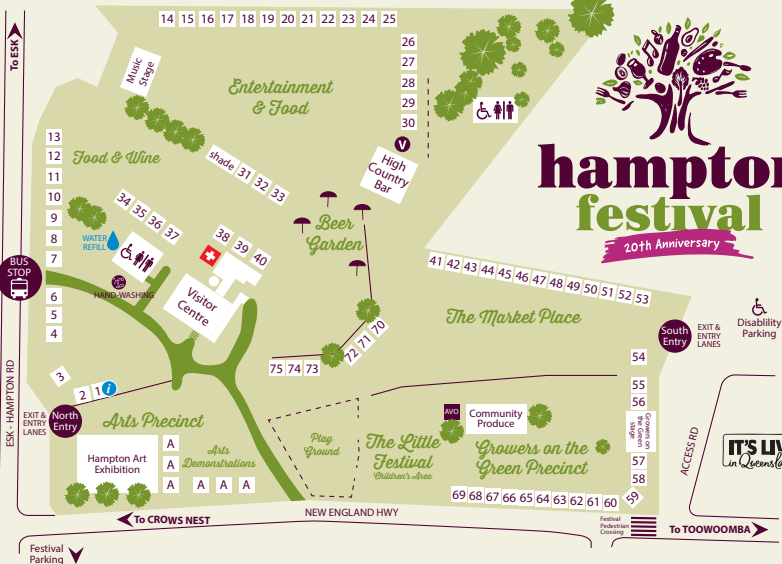 To ESK
14 15 16 17 18 19 20 21 22 23 24 25
26
27
28
29
30
Music
Stage
Entertainment
& Food
V
High
Country
Bar
hampton
festival
20th Anniversary
13
12
11
10
9
8
7
6
5
4
3
2 1 i
Food & Wine
shade 31 32 33
34 35 36 37
WATER
REFILL
HAND-WASHING
38 39 40
Visitor
Centre
Beer
Garden
BUS
STOP
ESK - HAMPTON RD
41 42 43 44 45 46 47 48 49 50 51 52 53
The Market Place
South
Entry
EXIT &
ENTRY
LANES
Disablility
Parking
54
55
56
Growers on
the Green
stage
57
58
59
75 74 73
72 71 70
EXIT &
ENTRY
LANES
North
Entry
Arts Precinct
Hampton Art
Exhibition
A
A
A A A A
Arts
Demonstrations
Play
Ground
The Little
Festival
Children's Area
AVO
Community
Produce
Growers on the
Green Precinct
69 68 67 66 65 64 63 62 61 60
ACCESS RD
IT'S LIV
in Queensla
To CROWS NEST
NEW ENGLAND HWY
Festival
Pedestrian
Crossing
To TOOWOOMBA
Festival
Parking